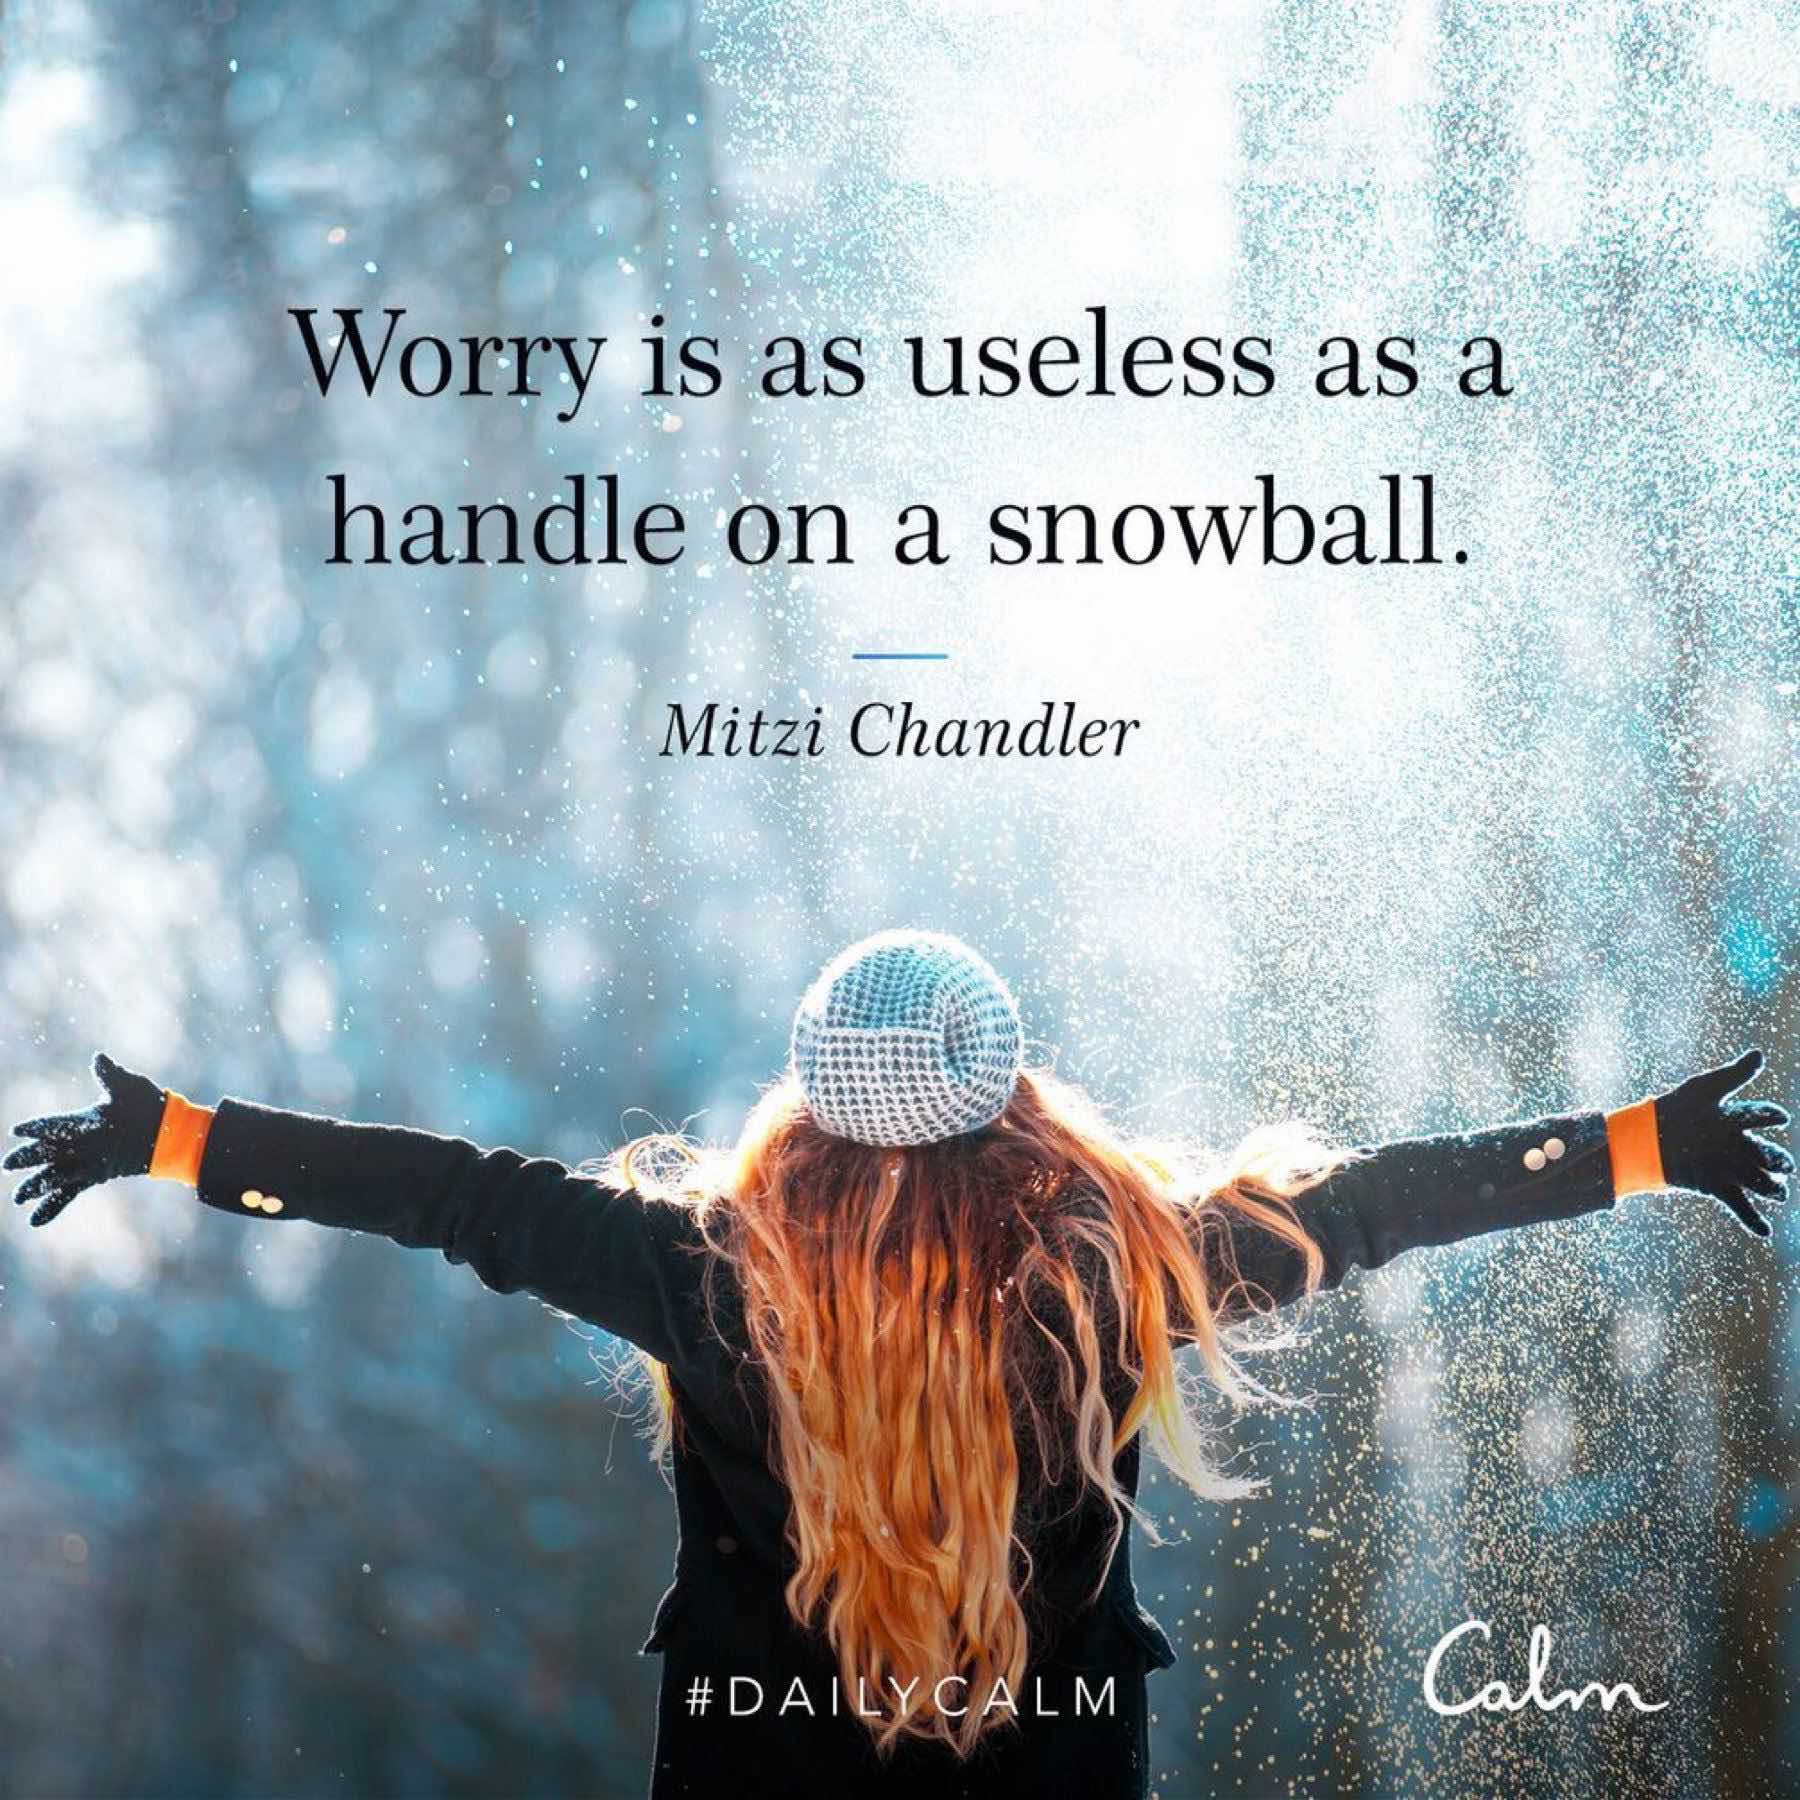 Worry is as useless as a
handle on a snowball.
Mitzi Chandler
#DAILYCALM
Calm